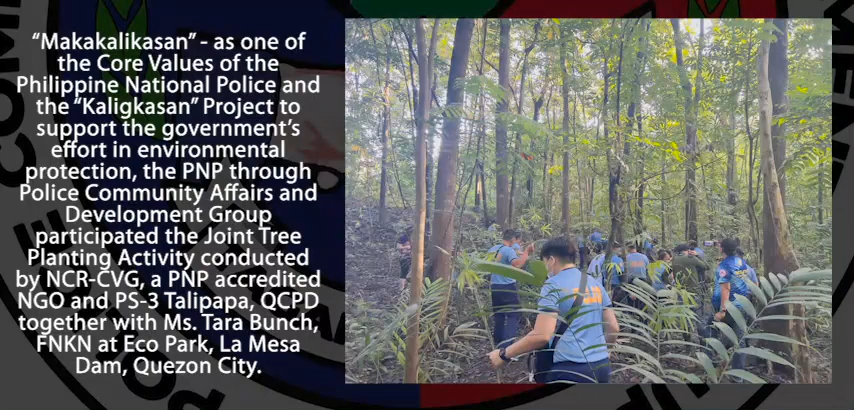 “Makakalikasan” - as one of
the Core Values of the
Philippine National Police and
the “Kaligkasan” Project to
support the government’s
effort in environmental
protection, the PNP through
Police Community Affairs and
Development Group
participated the Joint Tree
Planting Activity conducted
by NCR-CVG, a PNP accredited
NGO and PS-3 Talipapa, QCPD
together with Ms. Tara Bunch,
FNKN at Eco Park, La Mesa
Dam, Quezon City.